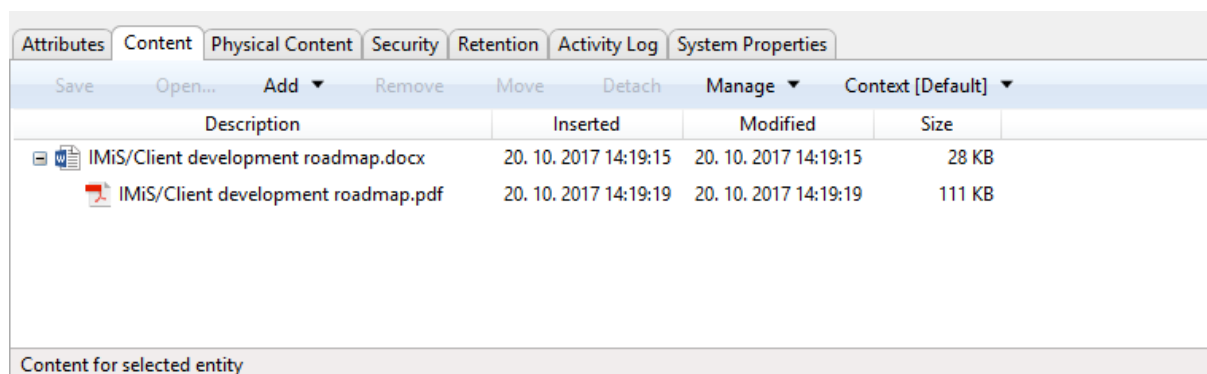 Attributes Content Physical Content Security Retention Activity Log System Properties
Save Open... Add Remove Move Detach Manage Context [Default]
Description Inserted Modified Size
IMiS/Client development roadmap.docx 20. 10. 2017 14:19:15 20. 10. 2017 14:19:15 28 KB
IMiS/Client development roadmap.pdf 20. 10. 2017 14:19:19 20. 10. 2017 14:19:19 111 KB
Content for selected entity